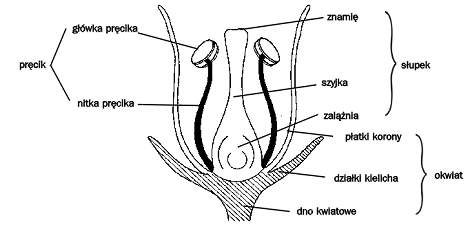 główka pręcika
pręcik
nitka pręcika
znamię
słupek
szyjka
zalążnia
płatki korony
działki kielicha
okwiat
dno kwiatowe